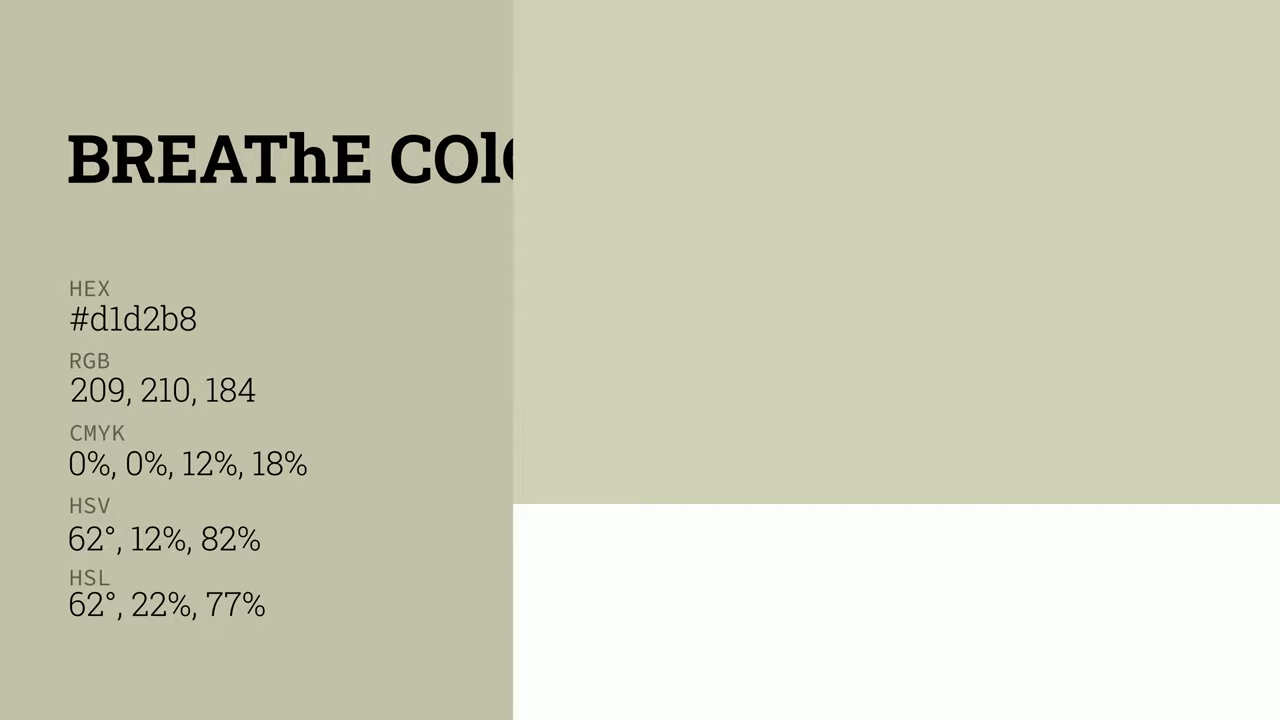 BREAThE COl
HEX
#d1d2b8
RGB
209, 210, 184
CMYK
0%, 0%, 12%, 18%
HSV
62°, 12%, 82%
HSL
62°, 22%, 77%